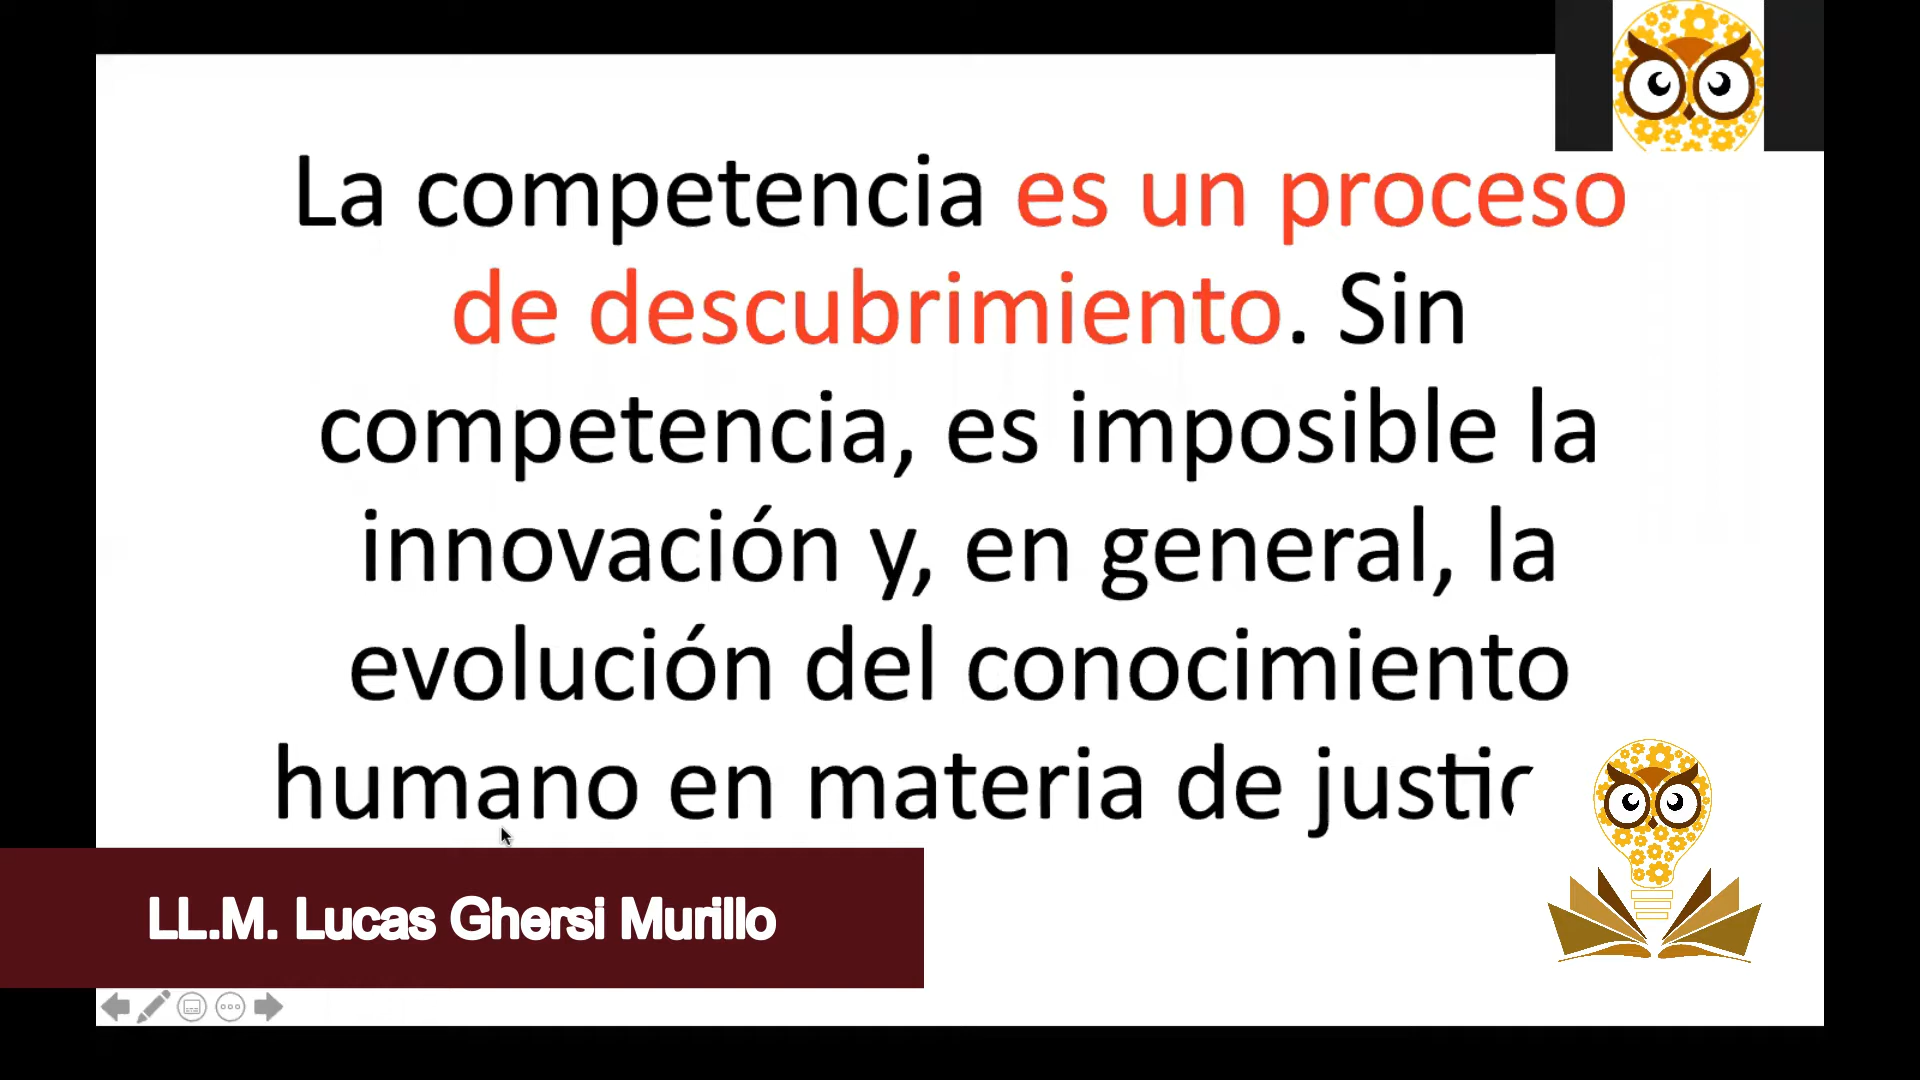 La competencia es un proceso
de descubrimiento. Sin
competencia, es imposible la
innovación y, en general, la
evolución del conocimiento
humano en materia de
LL.M. Lucas Ghersi Murillo